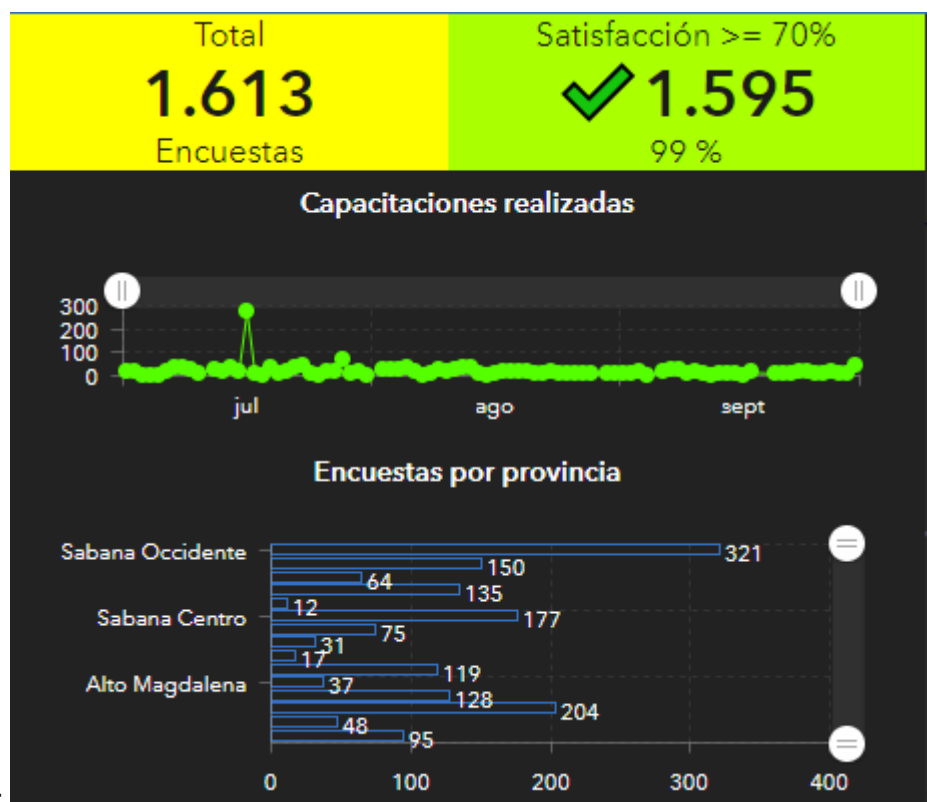 Total
1.613
Encuestas
Satisfacción >= 70%
1.595
99 %
Capacitaciones realizadas
300
200
100
0
jul ago sept
Encuestas por provincia
Sabana Occidente 321
150
64
135
12
Sabana Centro 177
75
31
17
119
Alto Magdalena 37
128
204
48
95
0 100 200 300 400